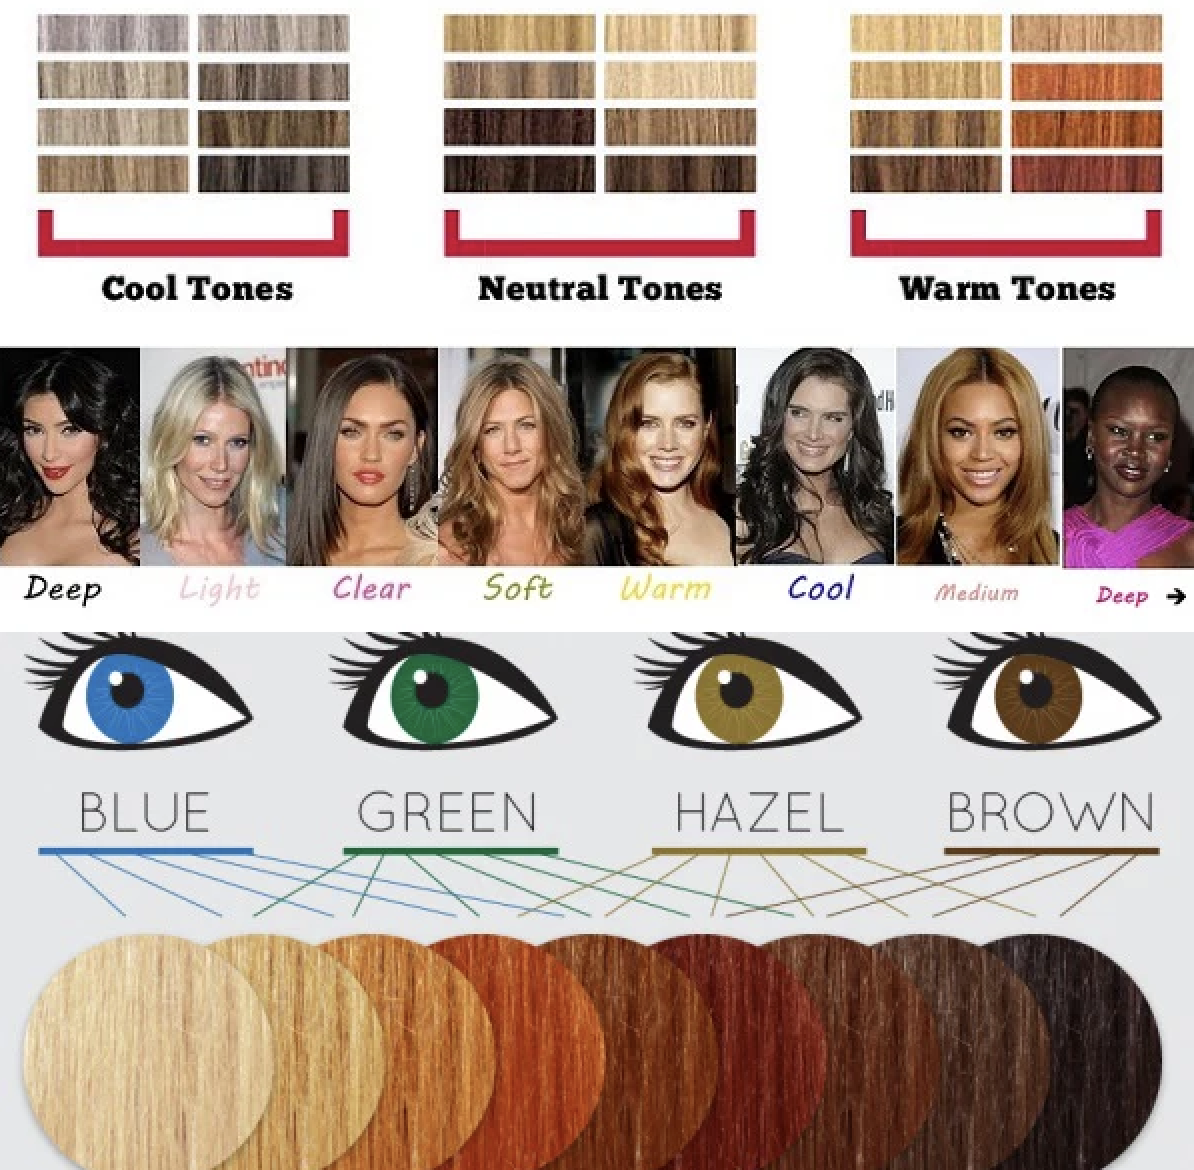 Cool Tones
Neutral Tones
Warm Tones
Deep
Light
Clear
Soft
Warm
Cool
Medium
Deep →
BLUE
GREEN
HAZEL
BROWN